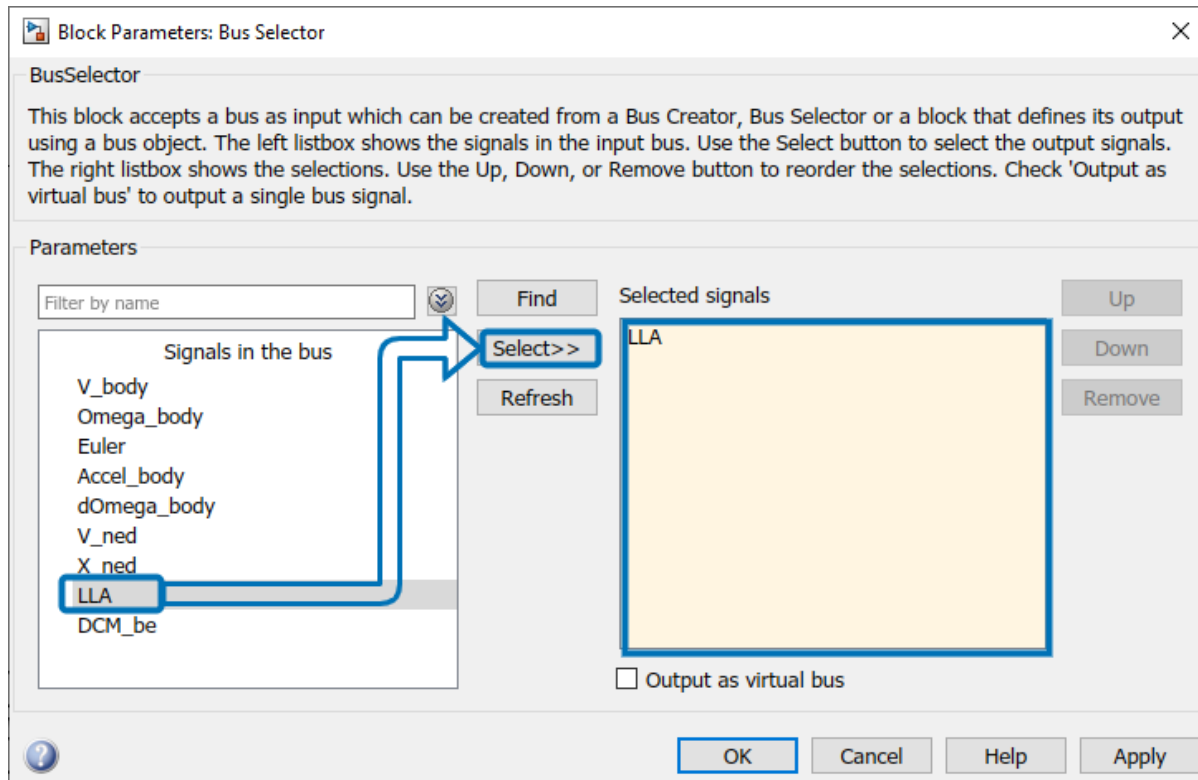 Block Parameters: Bus Selector
BusSelector
This block accepts a bus as input which can be created from a Bus Creator, Bus Selector or a block that defines its output
using a bus object. The left listbox shows the signals in the input bus. Use the Select button to select the output signals.
The right listbox shows the selections. Use the Up, Down, or Remove button to reorder the selections. Check 'Output as
virtual bus' to output a single bus signal.
Parameters
Filter by name
Find
Select>>
Refresh
Signals in the bus
V_body
Omega_body
Euler
Accel_body
dOmega_body
V_ned
X_ned
LLA
DCM_be
Selected signals
LLA
Up
Down
Remove
Output as virtual bus
?
OK
Cancel
Help
Apply